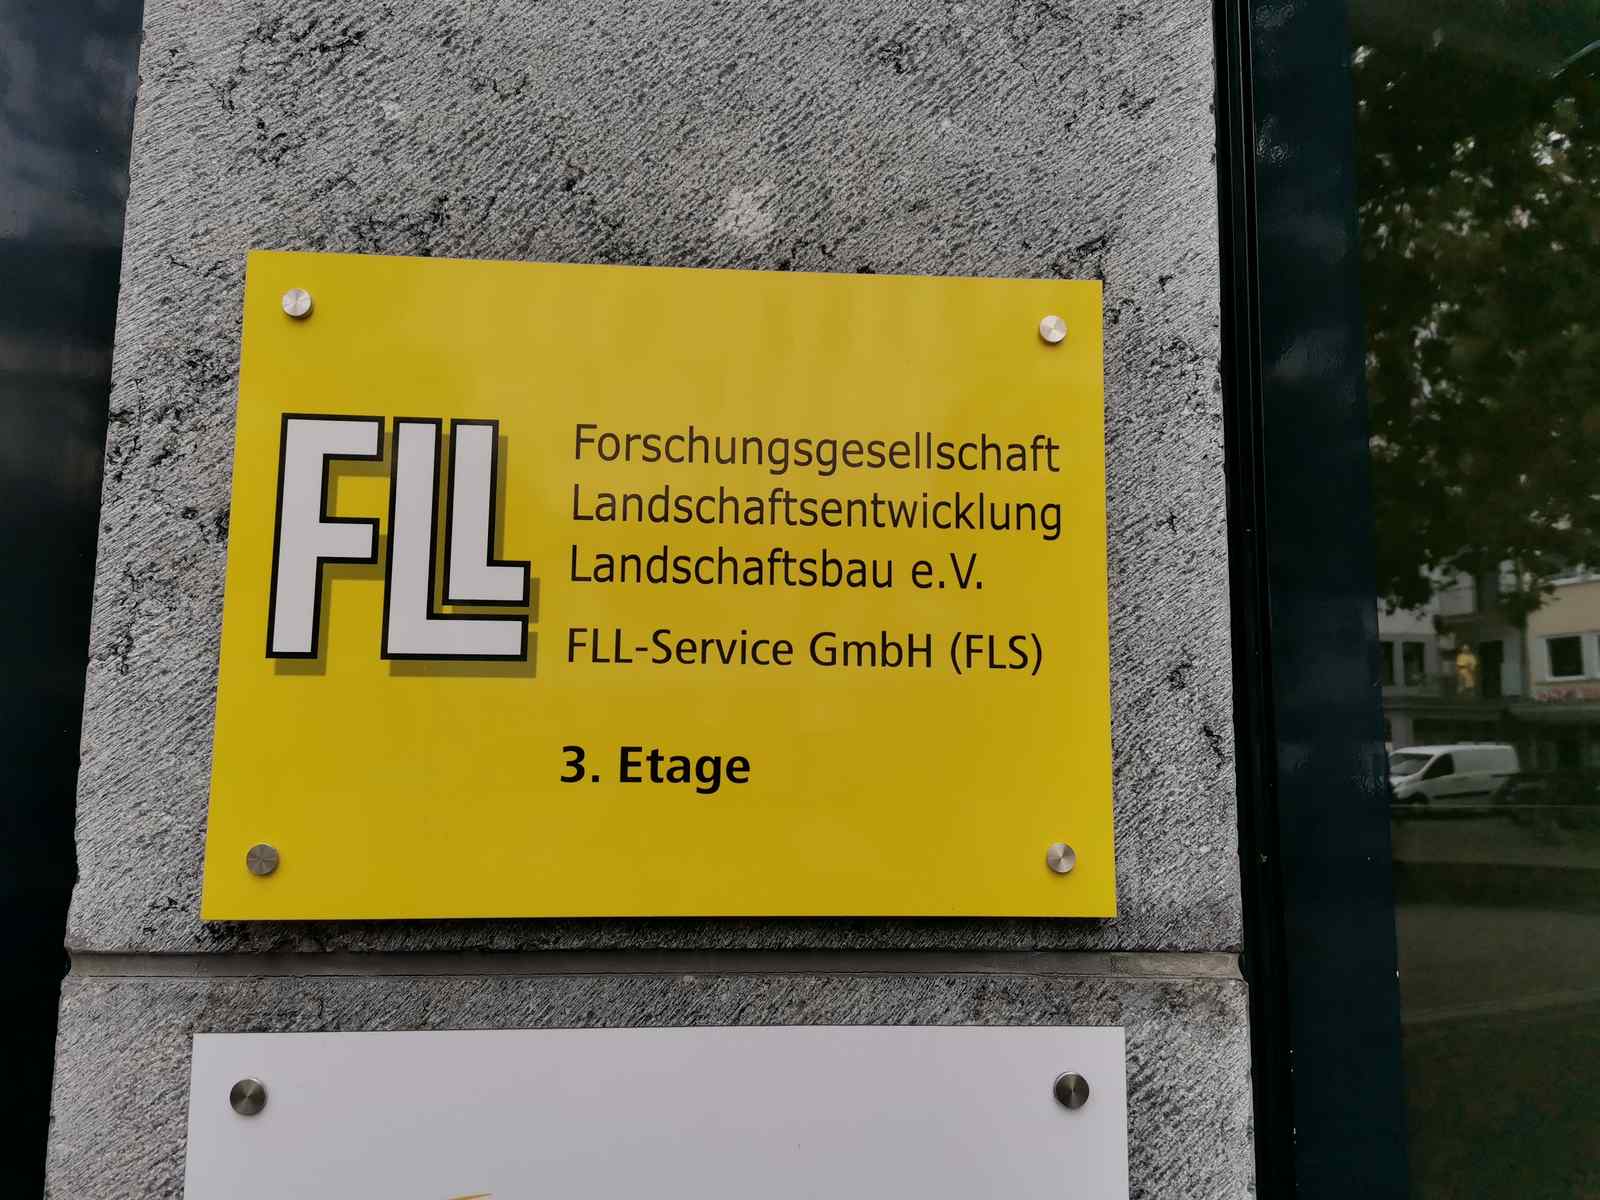 FLL
Forschungsgesellschaft
Landschaftsentwicklung
Landschaftsbau e.V.
FLL-Service GmbH (FLS)
3. Etage